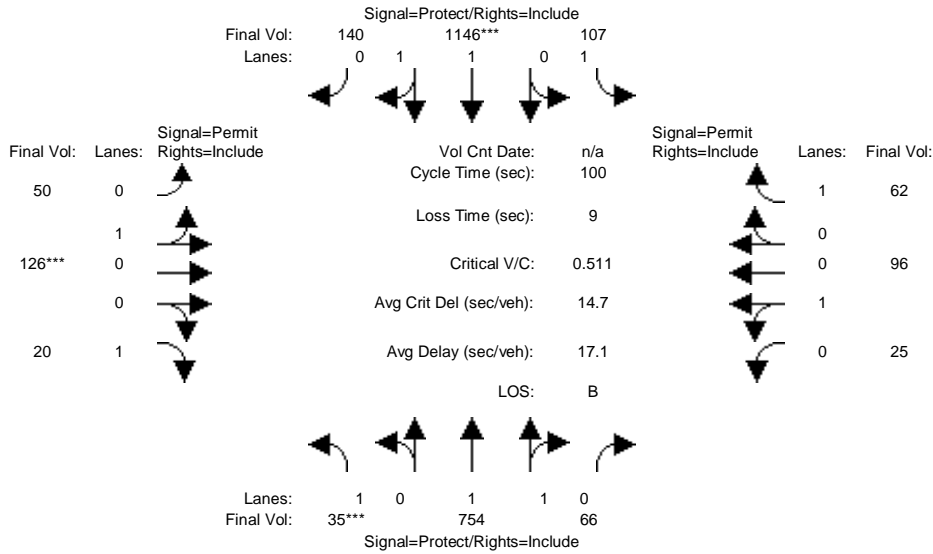 Signal=Protect/Rights=Include
Final Vol: 140 1146*** 107
Lanes: 0 1 1 0 1
Signal=Permit Signal=Permit
Final Vol: Lanes: Rights=Include Vol Cnt Date: n/a Rights=Include Lanes: Final Vol:
Cycle Time (sec): 100
50 0 1 62
Loss Time (sec): 9
1 0
126*** 0 Critical V/C: 0.511 0 96
0 Avg Crit Del (sec/veh): 14.7 1
20 1 Avg Delay (sec/veh): 17.1 0 25
LOS: B
Lanes: 1 0 1 1 0
Final Vol: 35*** 754 66
Signal=Protect/Rights=Include